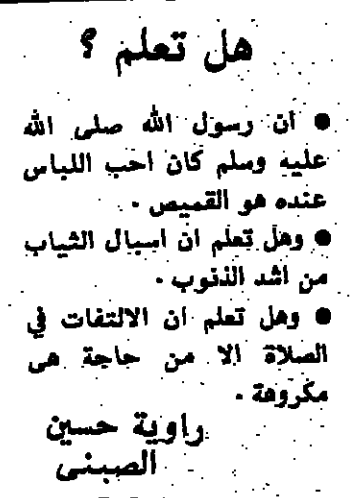 هل تعلم ؟
● ان رسول الله صلى الله
عليه وسلم كان احب اللباس
عنده هو القميص .
● وهل تعلم ان اسبال الثياب
من اشد الذنوب .
● وهل تعلم ان الالتفات في
الصلاة الا من حاجة هى
مكروهة .
راوية حسين
الصبنى